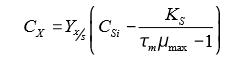 C_X = Y_{x/s} ( C_{Si} − K_S / (τ_m μ_max − 1) )